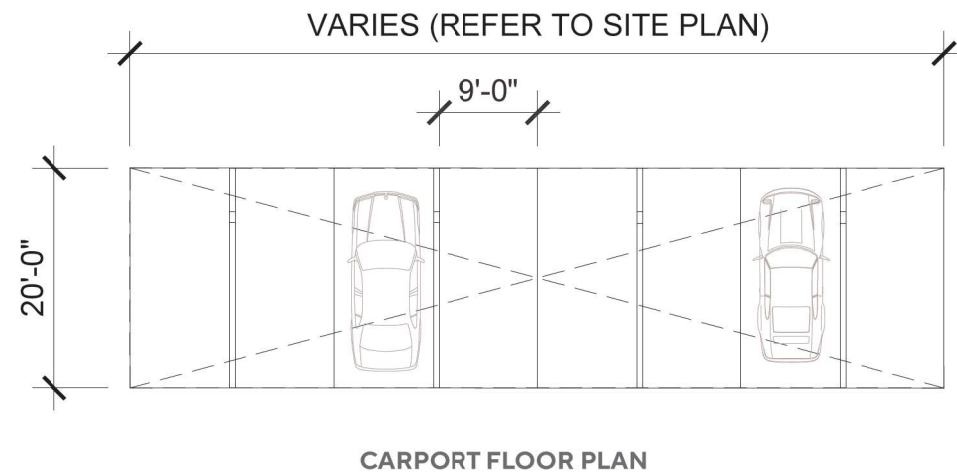 VARIES (REFER TO SITE PLAN)
9'-0"
20'-0"
CARPORT FLOOR PLAN